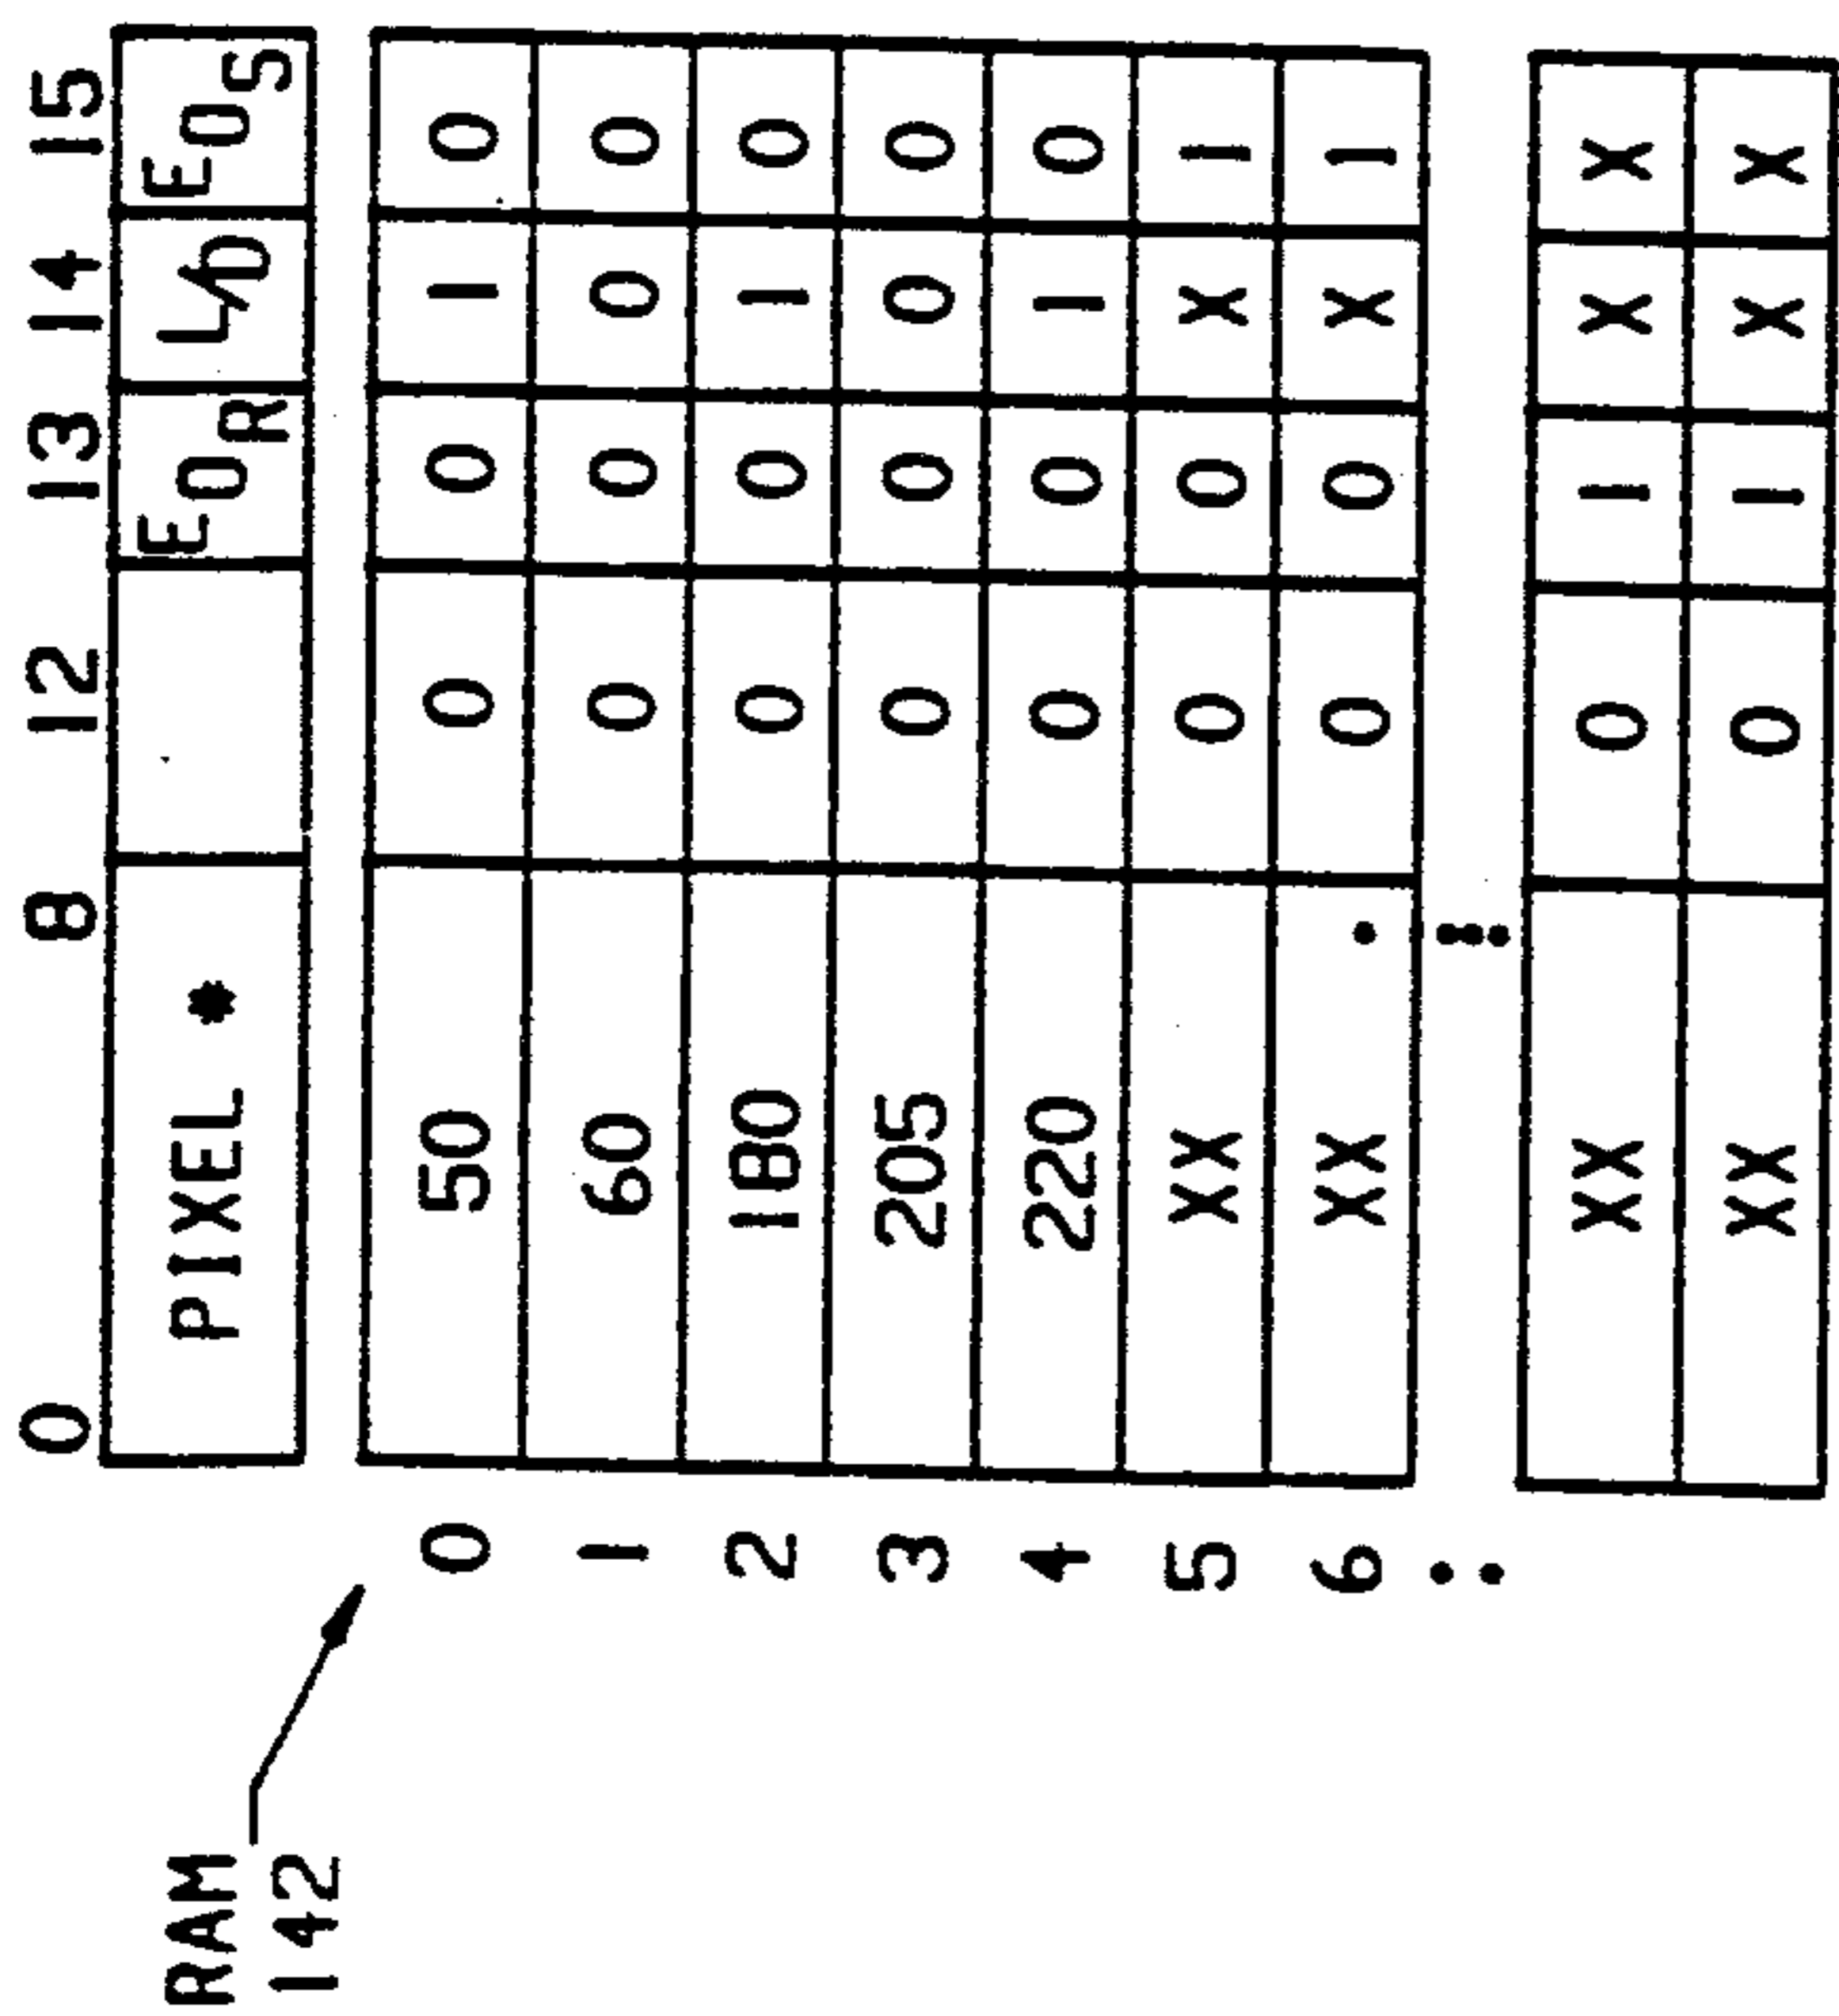 0 8 12 13 14 15
PIXEL * EOR L/D EOS
RAM
142
0 50 0 0 1 0
1 60 0 0 0 0
2 180 0 0 1 0
3 205 0 0 0 0
4 220 0 0 1 0
5 XX 0 0 X 1
6 XX 0 0 X 1
XX 0 1 X X
XX 0 1 X X